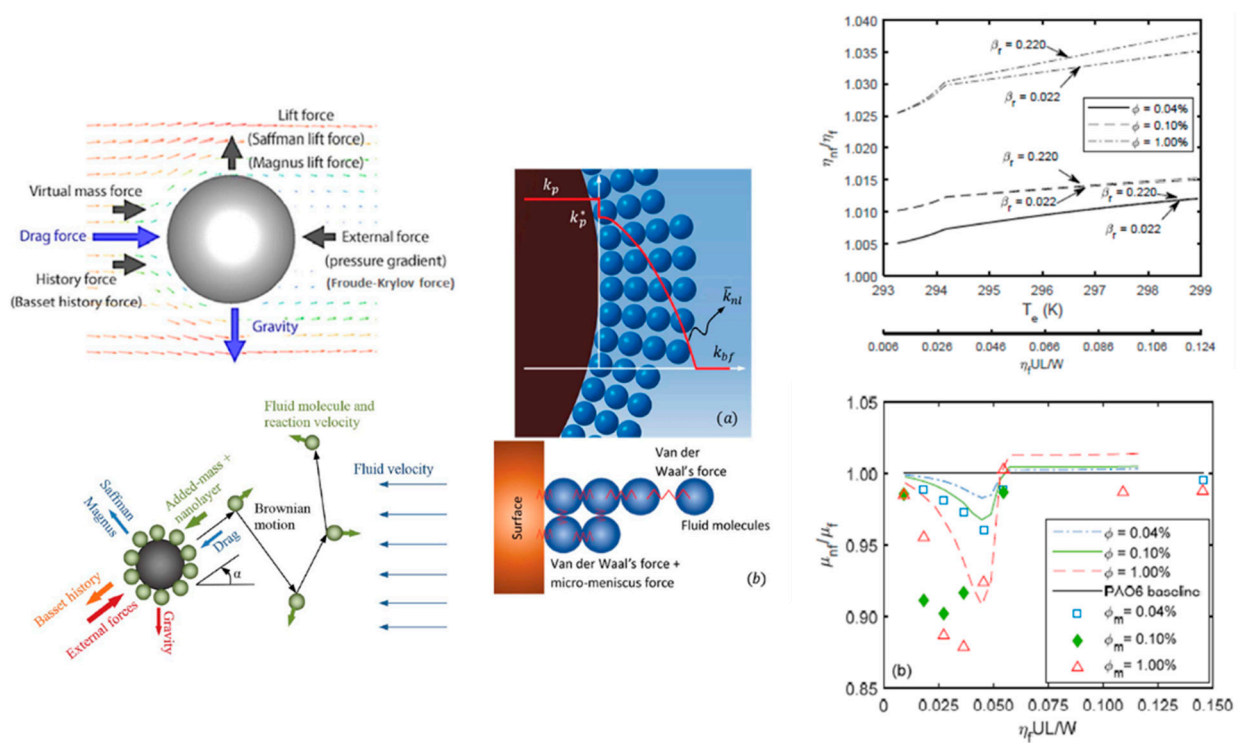 Lift force
(Saffman lift force)
(Magnus lift force)
Virtual mass force
Drag force
External force
(pressure gradient)
(Froude-Krylov force)
History force
(Basset history force)
Gravity
Fluid molecule and
reaction velocity
Fluid velocity
Added-mass +
nanolayer
Saffman
Magnus
Brownian
motion
Drag
α
Basset history
External forces
Gravity
k_p
k_p^*
k̄_nl
k_bf
(a)
Surface
Van der
Waal's force
Fluid molecules
Van der Waal's force +
micro-meniscus force
(b)
1.040
1.035
1.030
1.025
1.020
1.015
1.010
1.005
1.000
η_nf/η_f
β_r = 0.220
β_r = 0.022
ϕ = 0.04%
ϕ = 0.10%
ϕ = 1.00%
β_r = 0.220
β_r = 0.022
β_r = 0.220
β_r = 0.022
293 294 295 296 297 298 299
T_e (K)
0.006 0.026 0.046 0.066 0.086 0.106 0.124
η_fUL/W
1.05
1.00
0.95
0.90
0.85
μ_nf/μ_f
ϕ = 0.04%
ϕ = 0.10%
ϕ = 1.00%
PAO6 baseline
ϕ_m = 0.04%
ϕ_m = 0.10%
ϕ_m = 1.00%
(b)
0 0.025 0.050 0.075 0.100 0.125 0.150
η_fUL/W